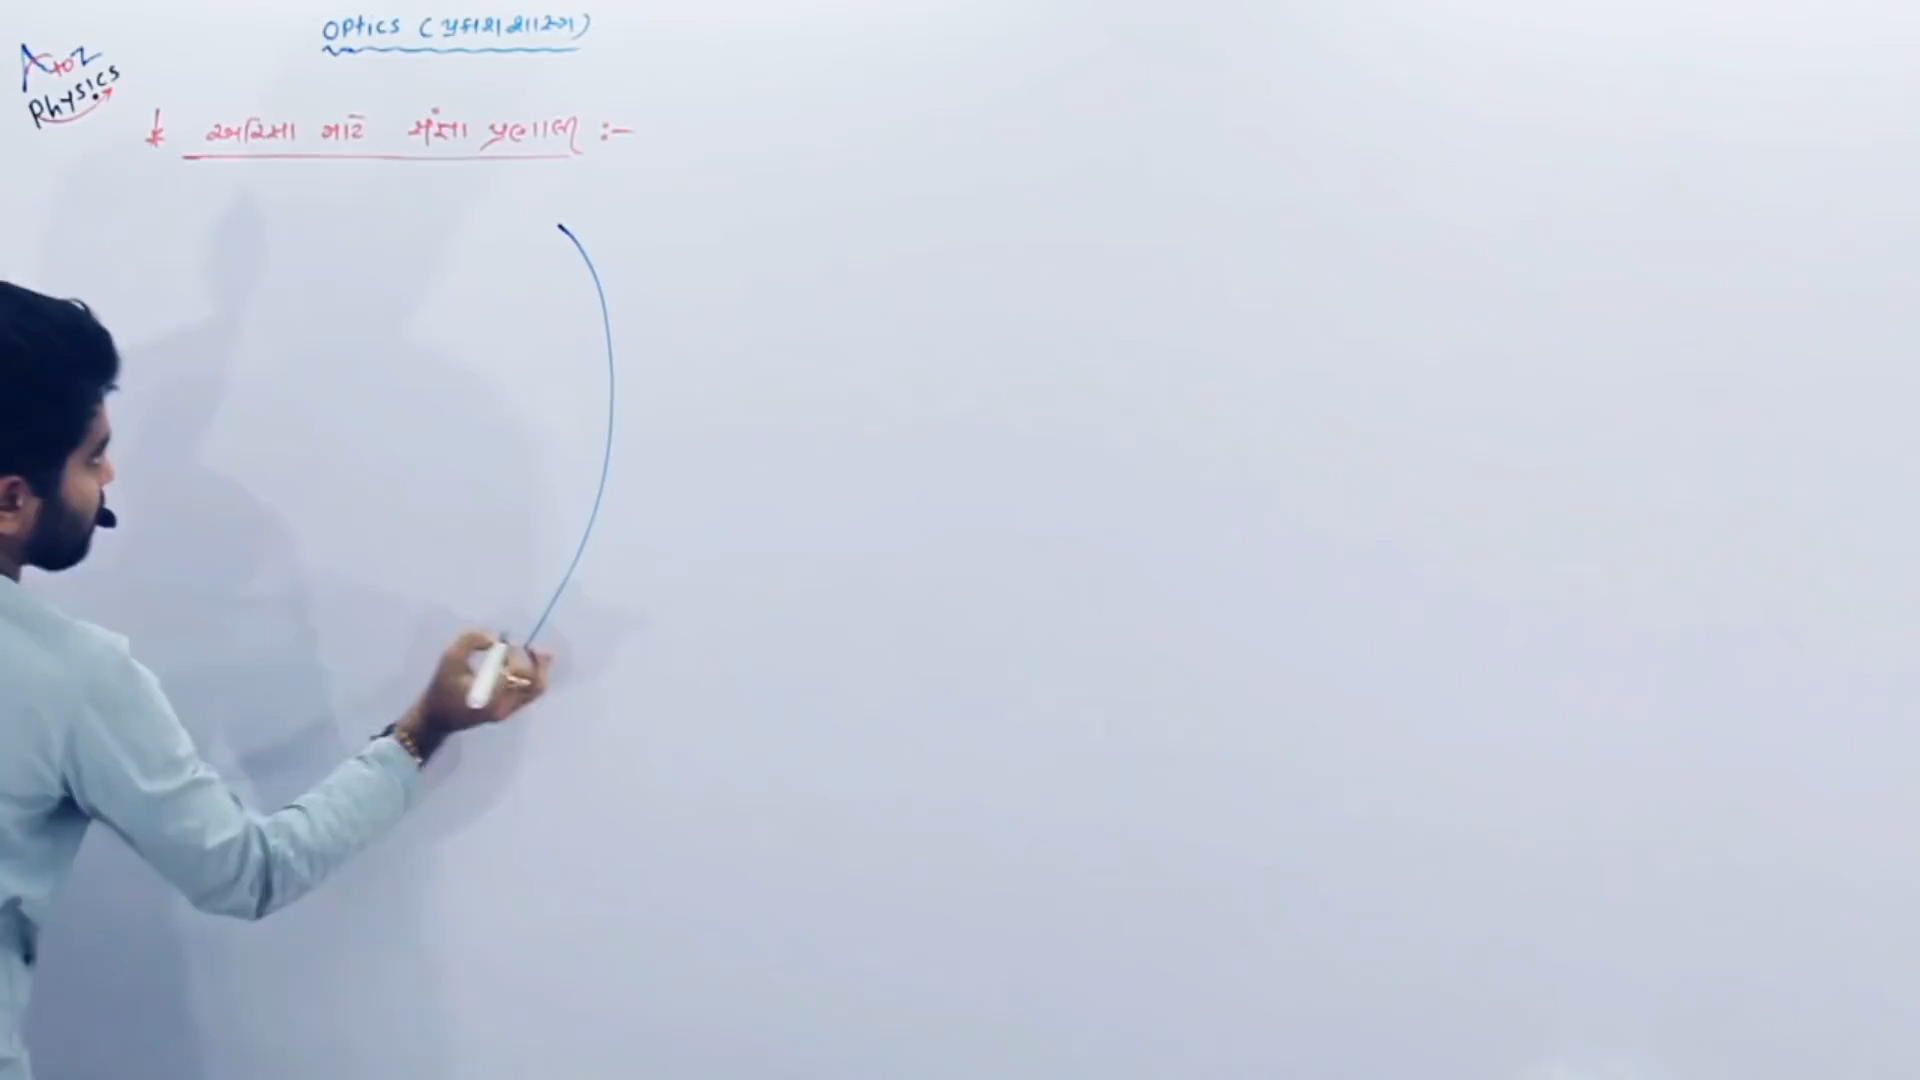 Optics (પ્રકાશશાસ્ત્ર)
A to Z
Physics
* અરિસા માટે સંજ્ઞા પ્રણાલી :-